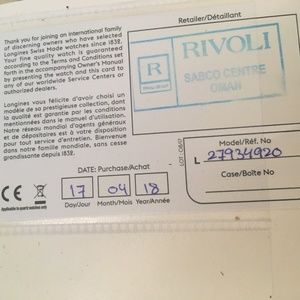 Thank you for joining an international family
of discerning owners who have selected
Longines Swiss Made watches since 1832.
Your fine quality watch is guaranteed
according to the Terms and Conditions set
forth in the accompanying Owner's Manual
by presenting the watch and this card to
any of our worldwide Service Centers or
authorized dealers.
Longines vous félicite d'avoir choisi un
modèle de sa prestigieuse collection, dont
la qualité est garantie par les conditions
mentionnées dans le manuel d'utilisation.
Notre réseau mondial d'agents généraux
et de dépositaires est à votre disposition
pour tout service d'entretien. Bienvenue
dans notre famille mondiale, sans cesse
grandissante depuis 1832.
Retailer/Détaillant
R
RIVOLI
SABCO CENTRE
OMAN
Model/Réf. No
L 27934920
Case/Boîte No
DATE: Purchase/Achat
17 04 18
Day/Jour Month/Mois Year/Année
CE
Applicable to quartz watches only